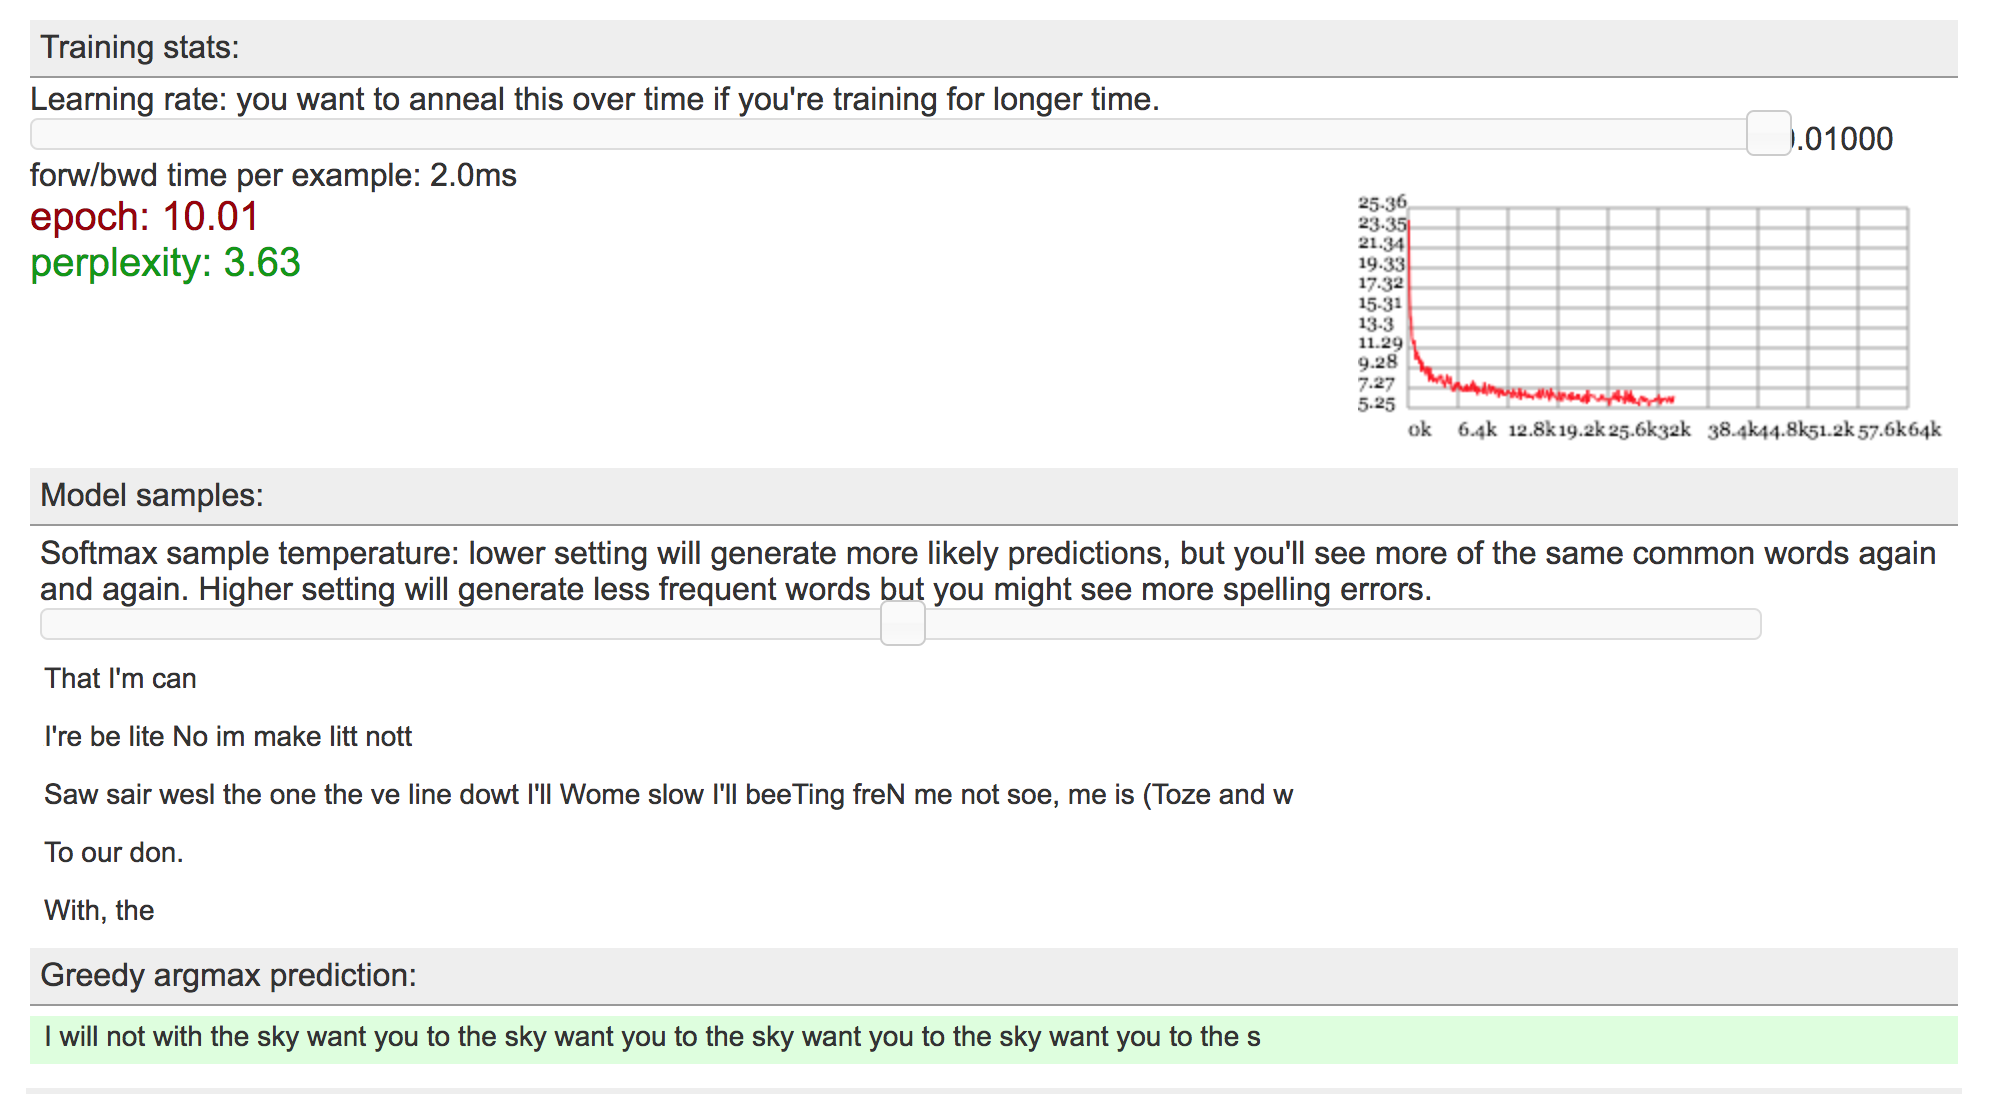 Training stats:
Learning rate: you want to anneal this over time if you're training for longer time.
.01000
forw/bwd time per example: 2.0ms
epoch: 10.01
perplexity: 3.63
25.36
23.35
21.34
19.33
17.32
15.31
13.3
11.29
9.28
7.27
5.25
0k 6.4k 12.8k 19.2k 25.6k 32k 38.4k 44.8k 51.2k 57.6k 64k
Model samples:
Softmax sample temperature: lower setting will generate more likely predictions, but you'll see more of the same common words again
and again. Higher setting will generate less frequent words but you might see more spelling errors.
That I'm can
I're be lite No im make litt nott
Saw sair wesl the one the ve line dowt I'll Wome slow I'll beeTing freN me not soe, me is (Toze and w
To our don.
With, the
Greedy argmax prediction:
I will not with the sky want you to the sky want you to the sky want you to the sky want you to the s